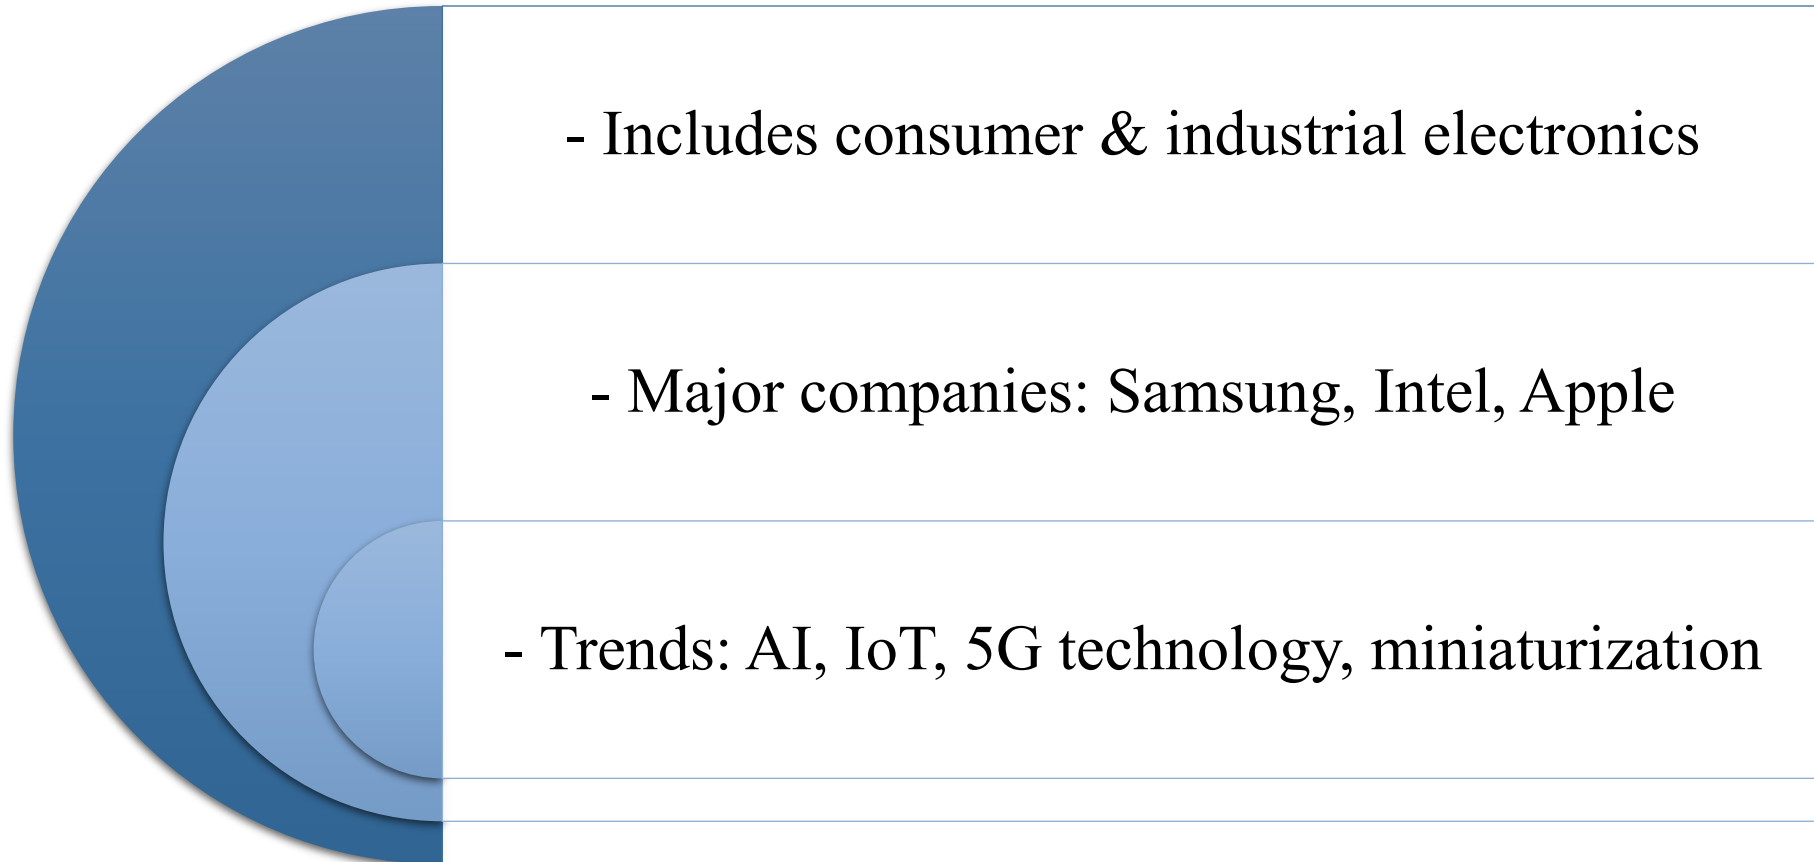 - Includes consumer & industrial electronics
- Major companies: Samsung, Intel, Apple
- Trends: AI, IoT, 5G technology, miniaturization